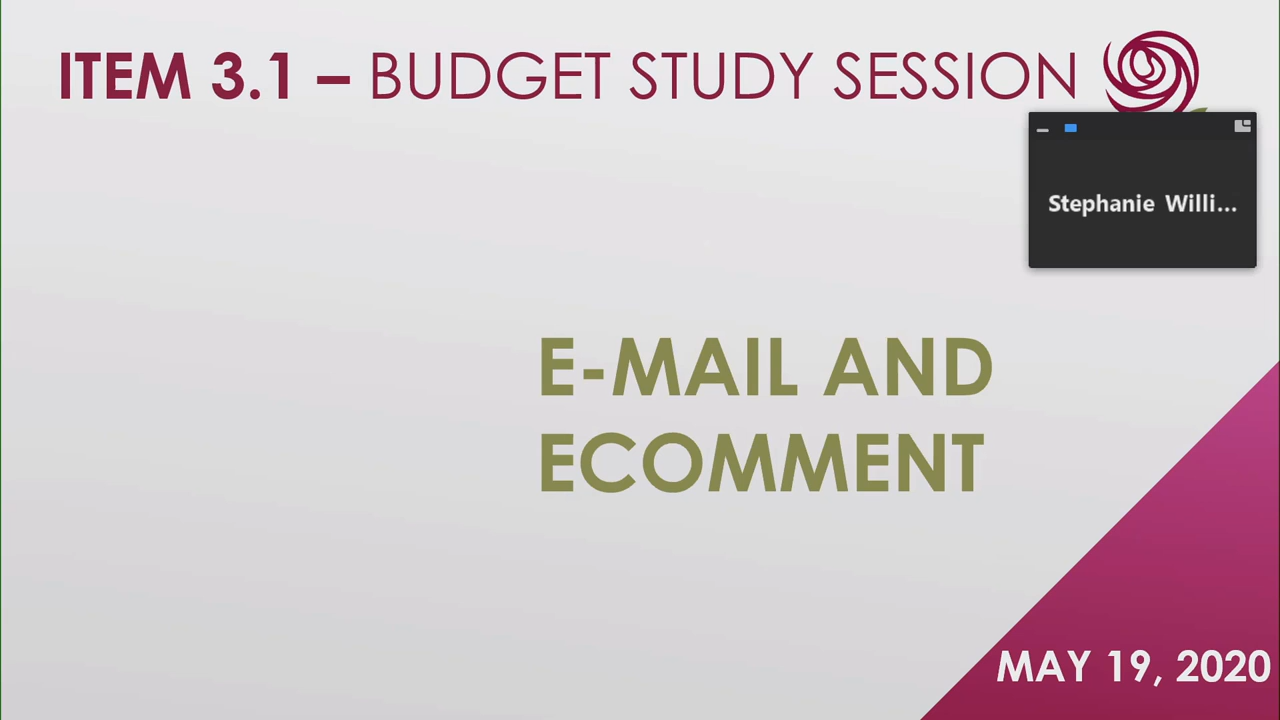 ITEM 3.1 – BUDGET STUDY SESSION
Stephanie Willi...
E-MAIL AND
ECOMMENT
MAY 19, 2020